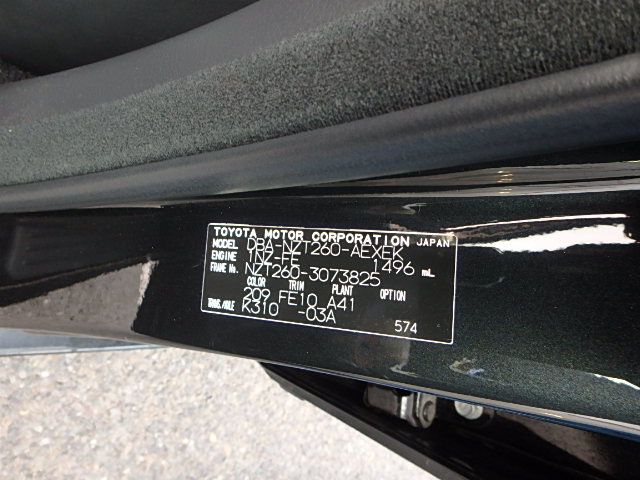 TOYOTA MOTOR CORPORATION JAPAN
MODEL DBA-NZT260-AEXEK
ENGINE 1NZ-FE 1496 mL
FRAME No. NZT260-3073825
COLOR TRIM PLANT OPTION
209 FE10 A41
TRANS./AXLE K310 -03A
574